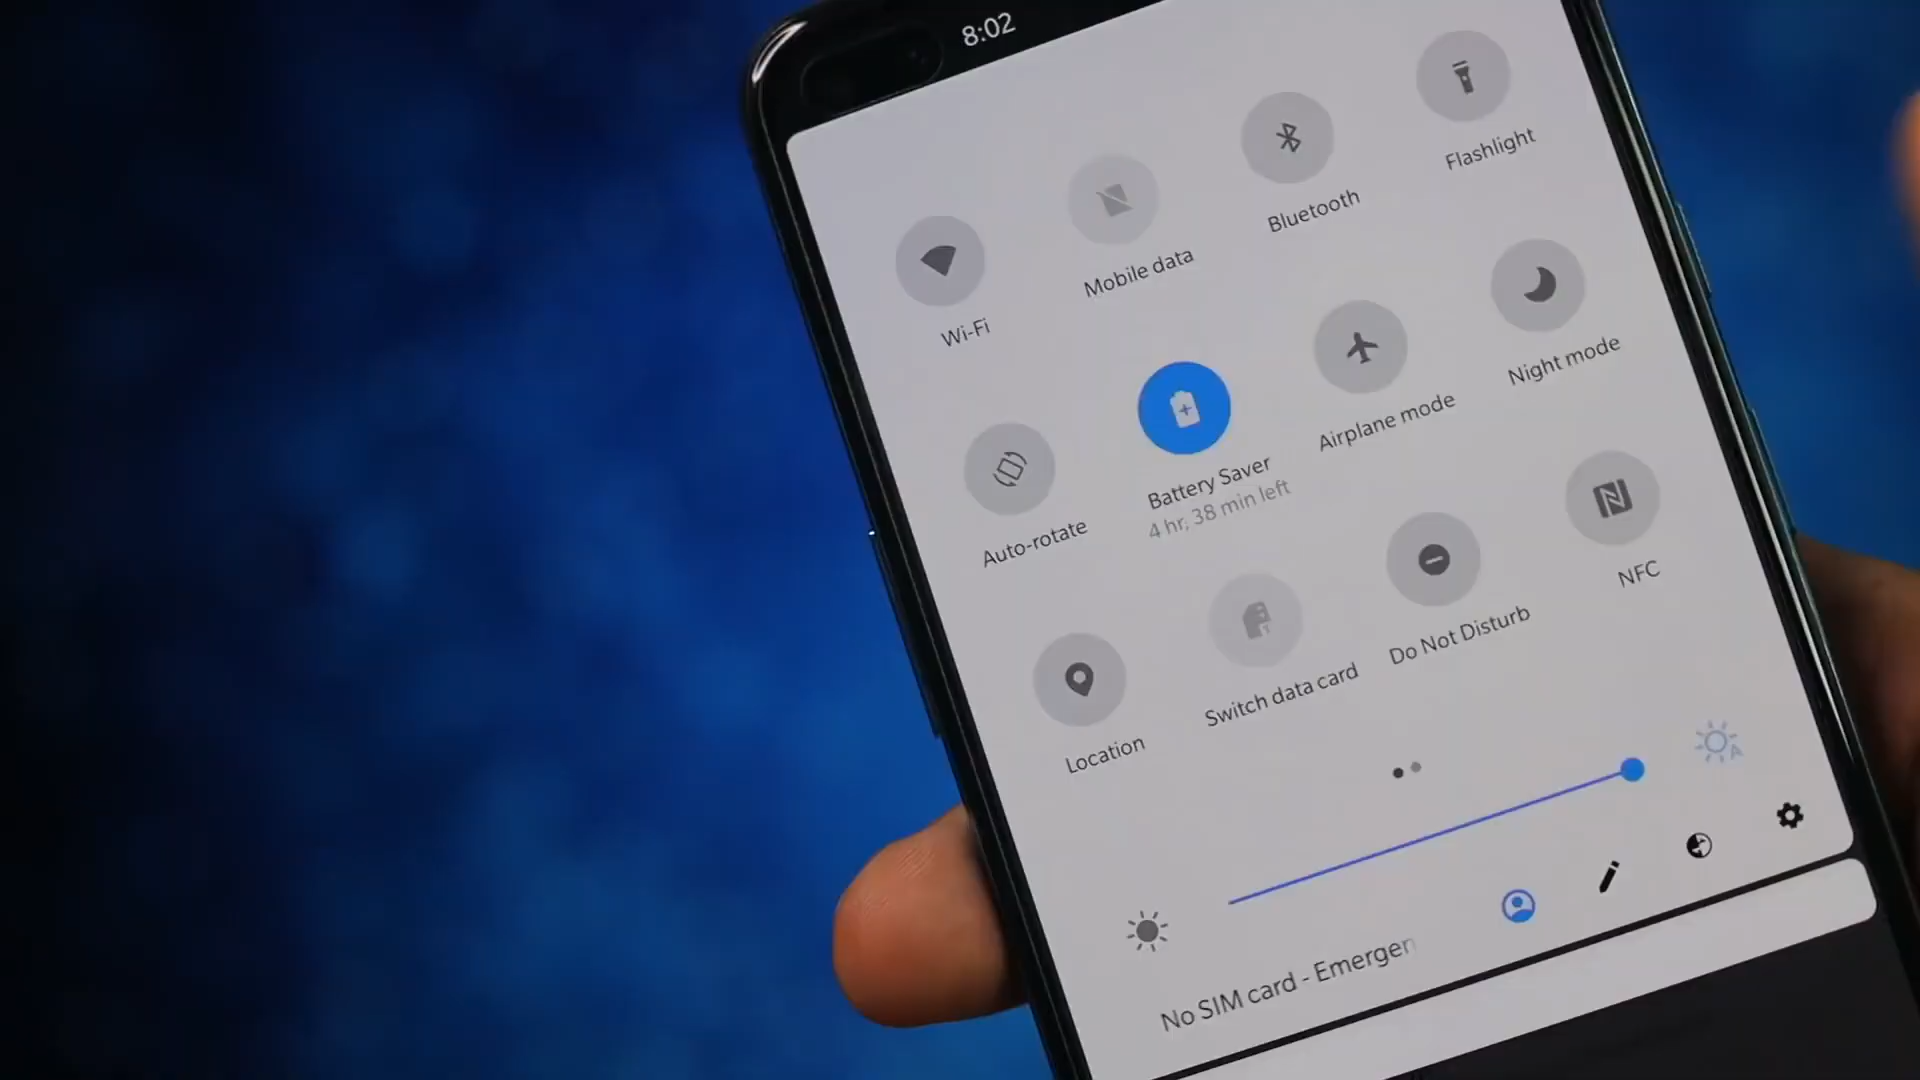 8:02
Wi-Fi
Mobile data
Bluetooth
Flashlight
Auto-rotate
Battery Saver
4 hr, 38 min left
Airplane mode
Night mode
Location
Switch data card
Do Not Disturb
NFC
No SIM card - Emergen